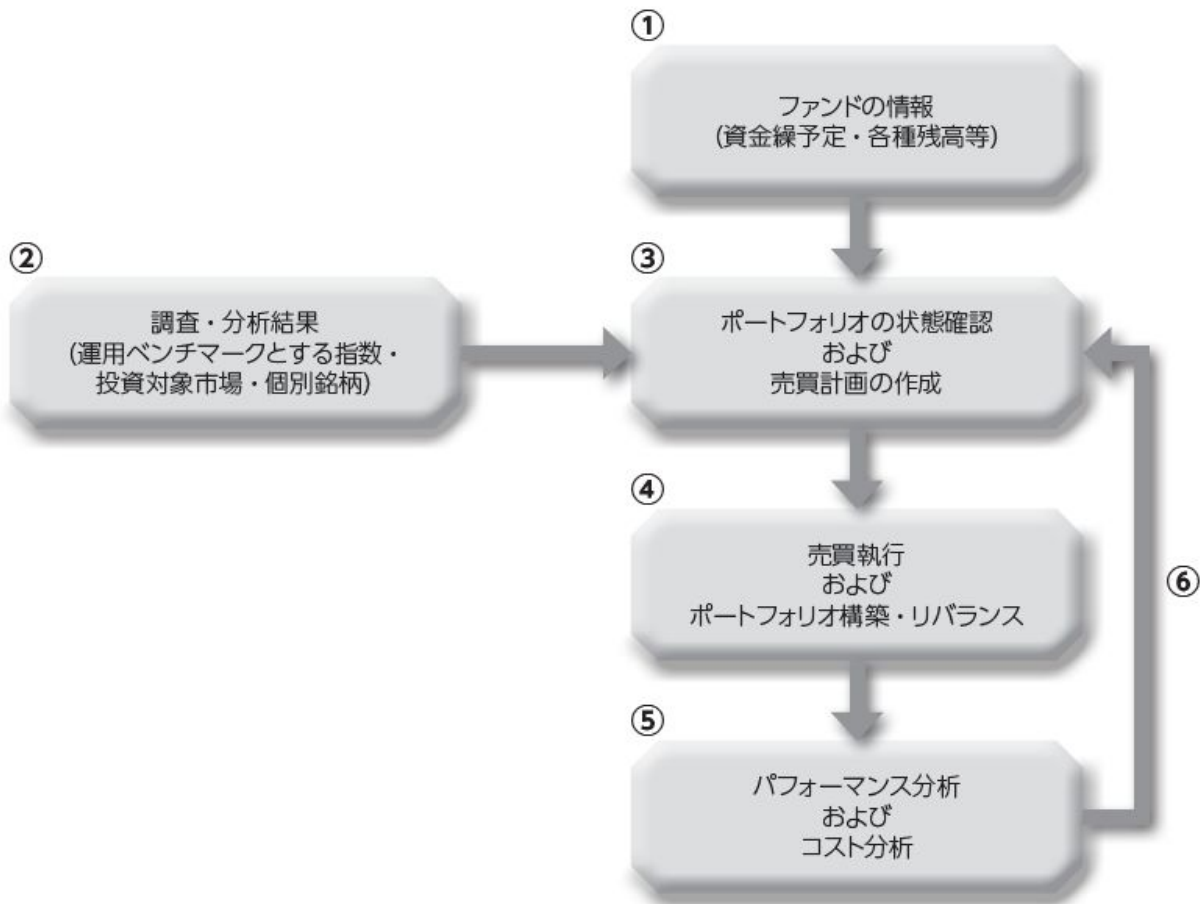 ①
ファンドの情報
(資金繰予定・各種残高等)
②
調査・分析結果
(運用ベンチマークとする指数・
投資対象市場・個別銘柄)
③
ポートフォリオの状態確認
および
売買計画の作成
④
売買執行
および
ポートフォリオ構築・リバランス
⑤
パフォーマンス分析
および
コスト分析
⑥